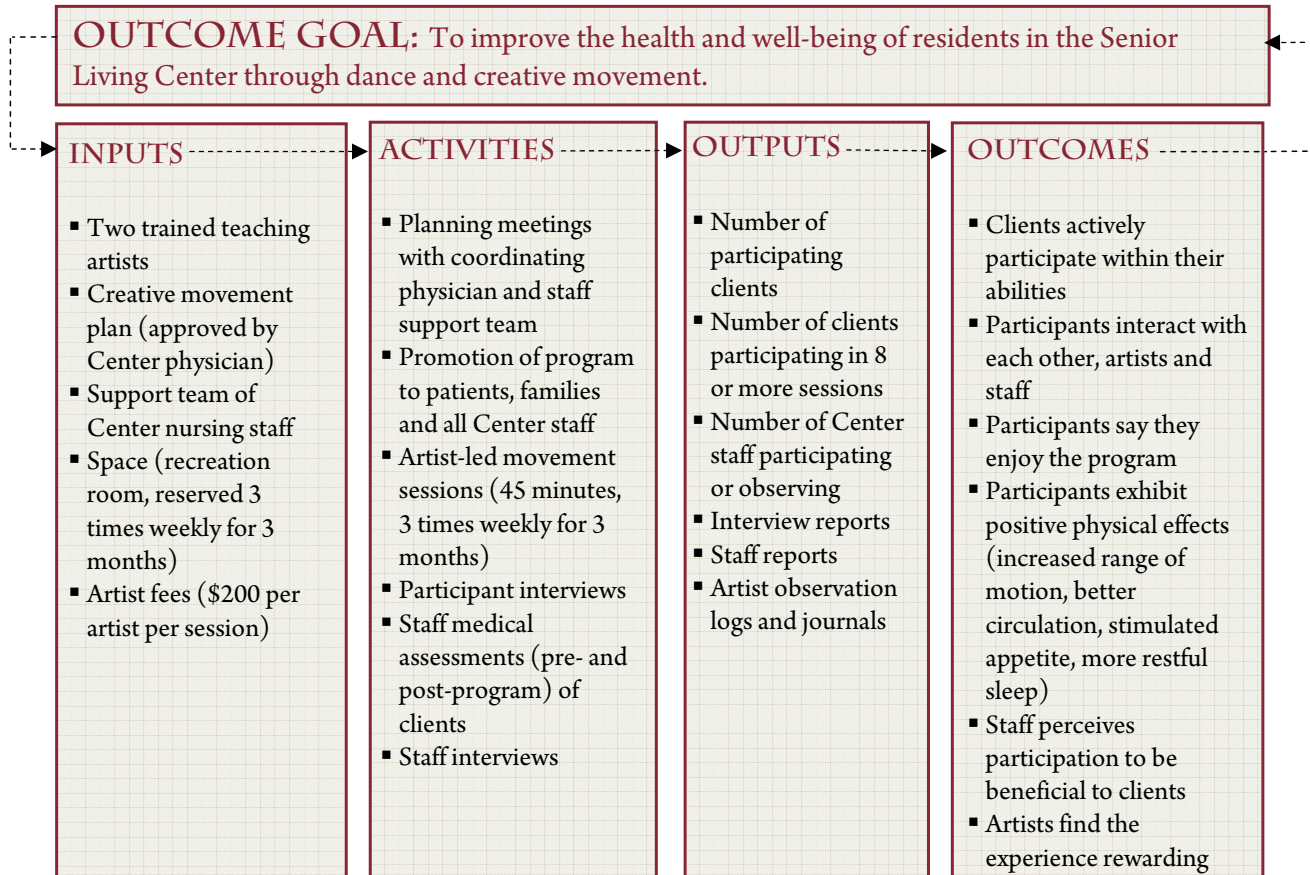 OUTCOME GOAL: To improve the health and well-being of residents in the Senior
Living Center through dance and creative movement.
INPUTS
▪ Two trained teaching
artists
▪ Creative movement
plan (approved by
Center physician)
▪ Support team of
Center nursing staff
▪ Space (recreation
room, reserved 3
times weekly for 3
months)
▪ Artist fees ($200 per
artist per session)
ACTIVITIES
▪ Planning meetings
with coordinating
physician and staff
support team
▪ Promotion of program
to patients, families
and all Center staff
▪ Artist-led movement
sessions (45 minutes,
3 times weekly for 3
months)
▪ Participant interviews
▪ Staff medical
assessments (pre- and
post-program) of
clients
▪ Staff interviews
OUTPUTS
▪ Number of
participating
clients
▪ Number of clients
participating in 8
or more sessions
▪ Number of Center
staff participating
or observing
▪ Interview reports
▪ Staff reports
▪ Artist observation
logs and journals
OUTCOMES
▪ Clients actively
participate within their
abilities
▪ Participants interact with
each other, artists and
staff
▪ Participants say they
enjoy the program
▪ Participants exhibit
positive physical effects
(increased range of
motion, better
circulation, stimulated
appetite, more restful
sleep)
▪ Staff perceives
participation to be
beneficial to clients
▪ Artists find the
experience rewarding